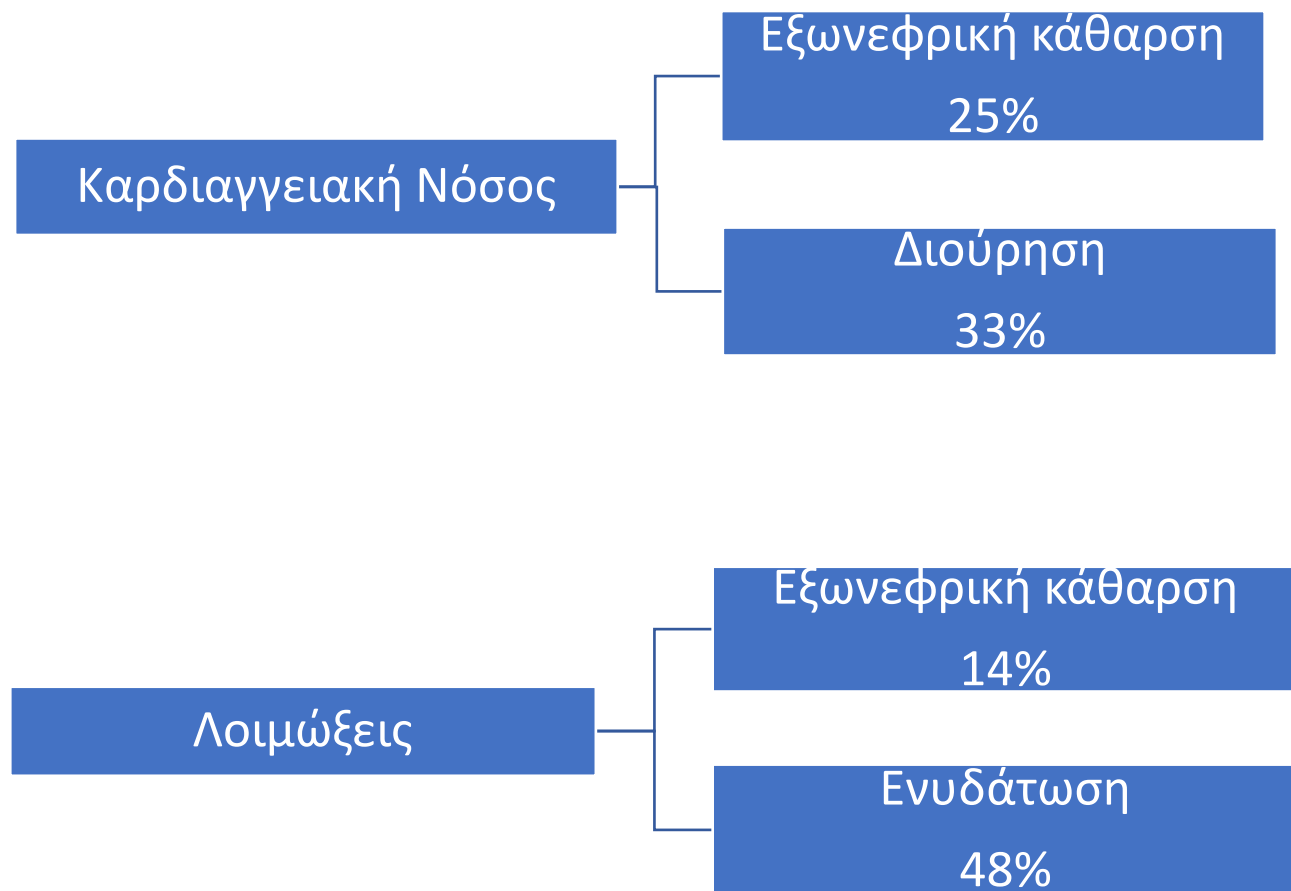 Εξωνεφρική κάθαρση
25%
Καρδιαγγειακή Νόσος
Διούρηση
33%
Εξωνεφρική κάθαρση
14%
Λοιμώξεις
Ενυδάτωση
48%